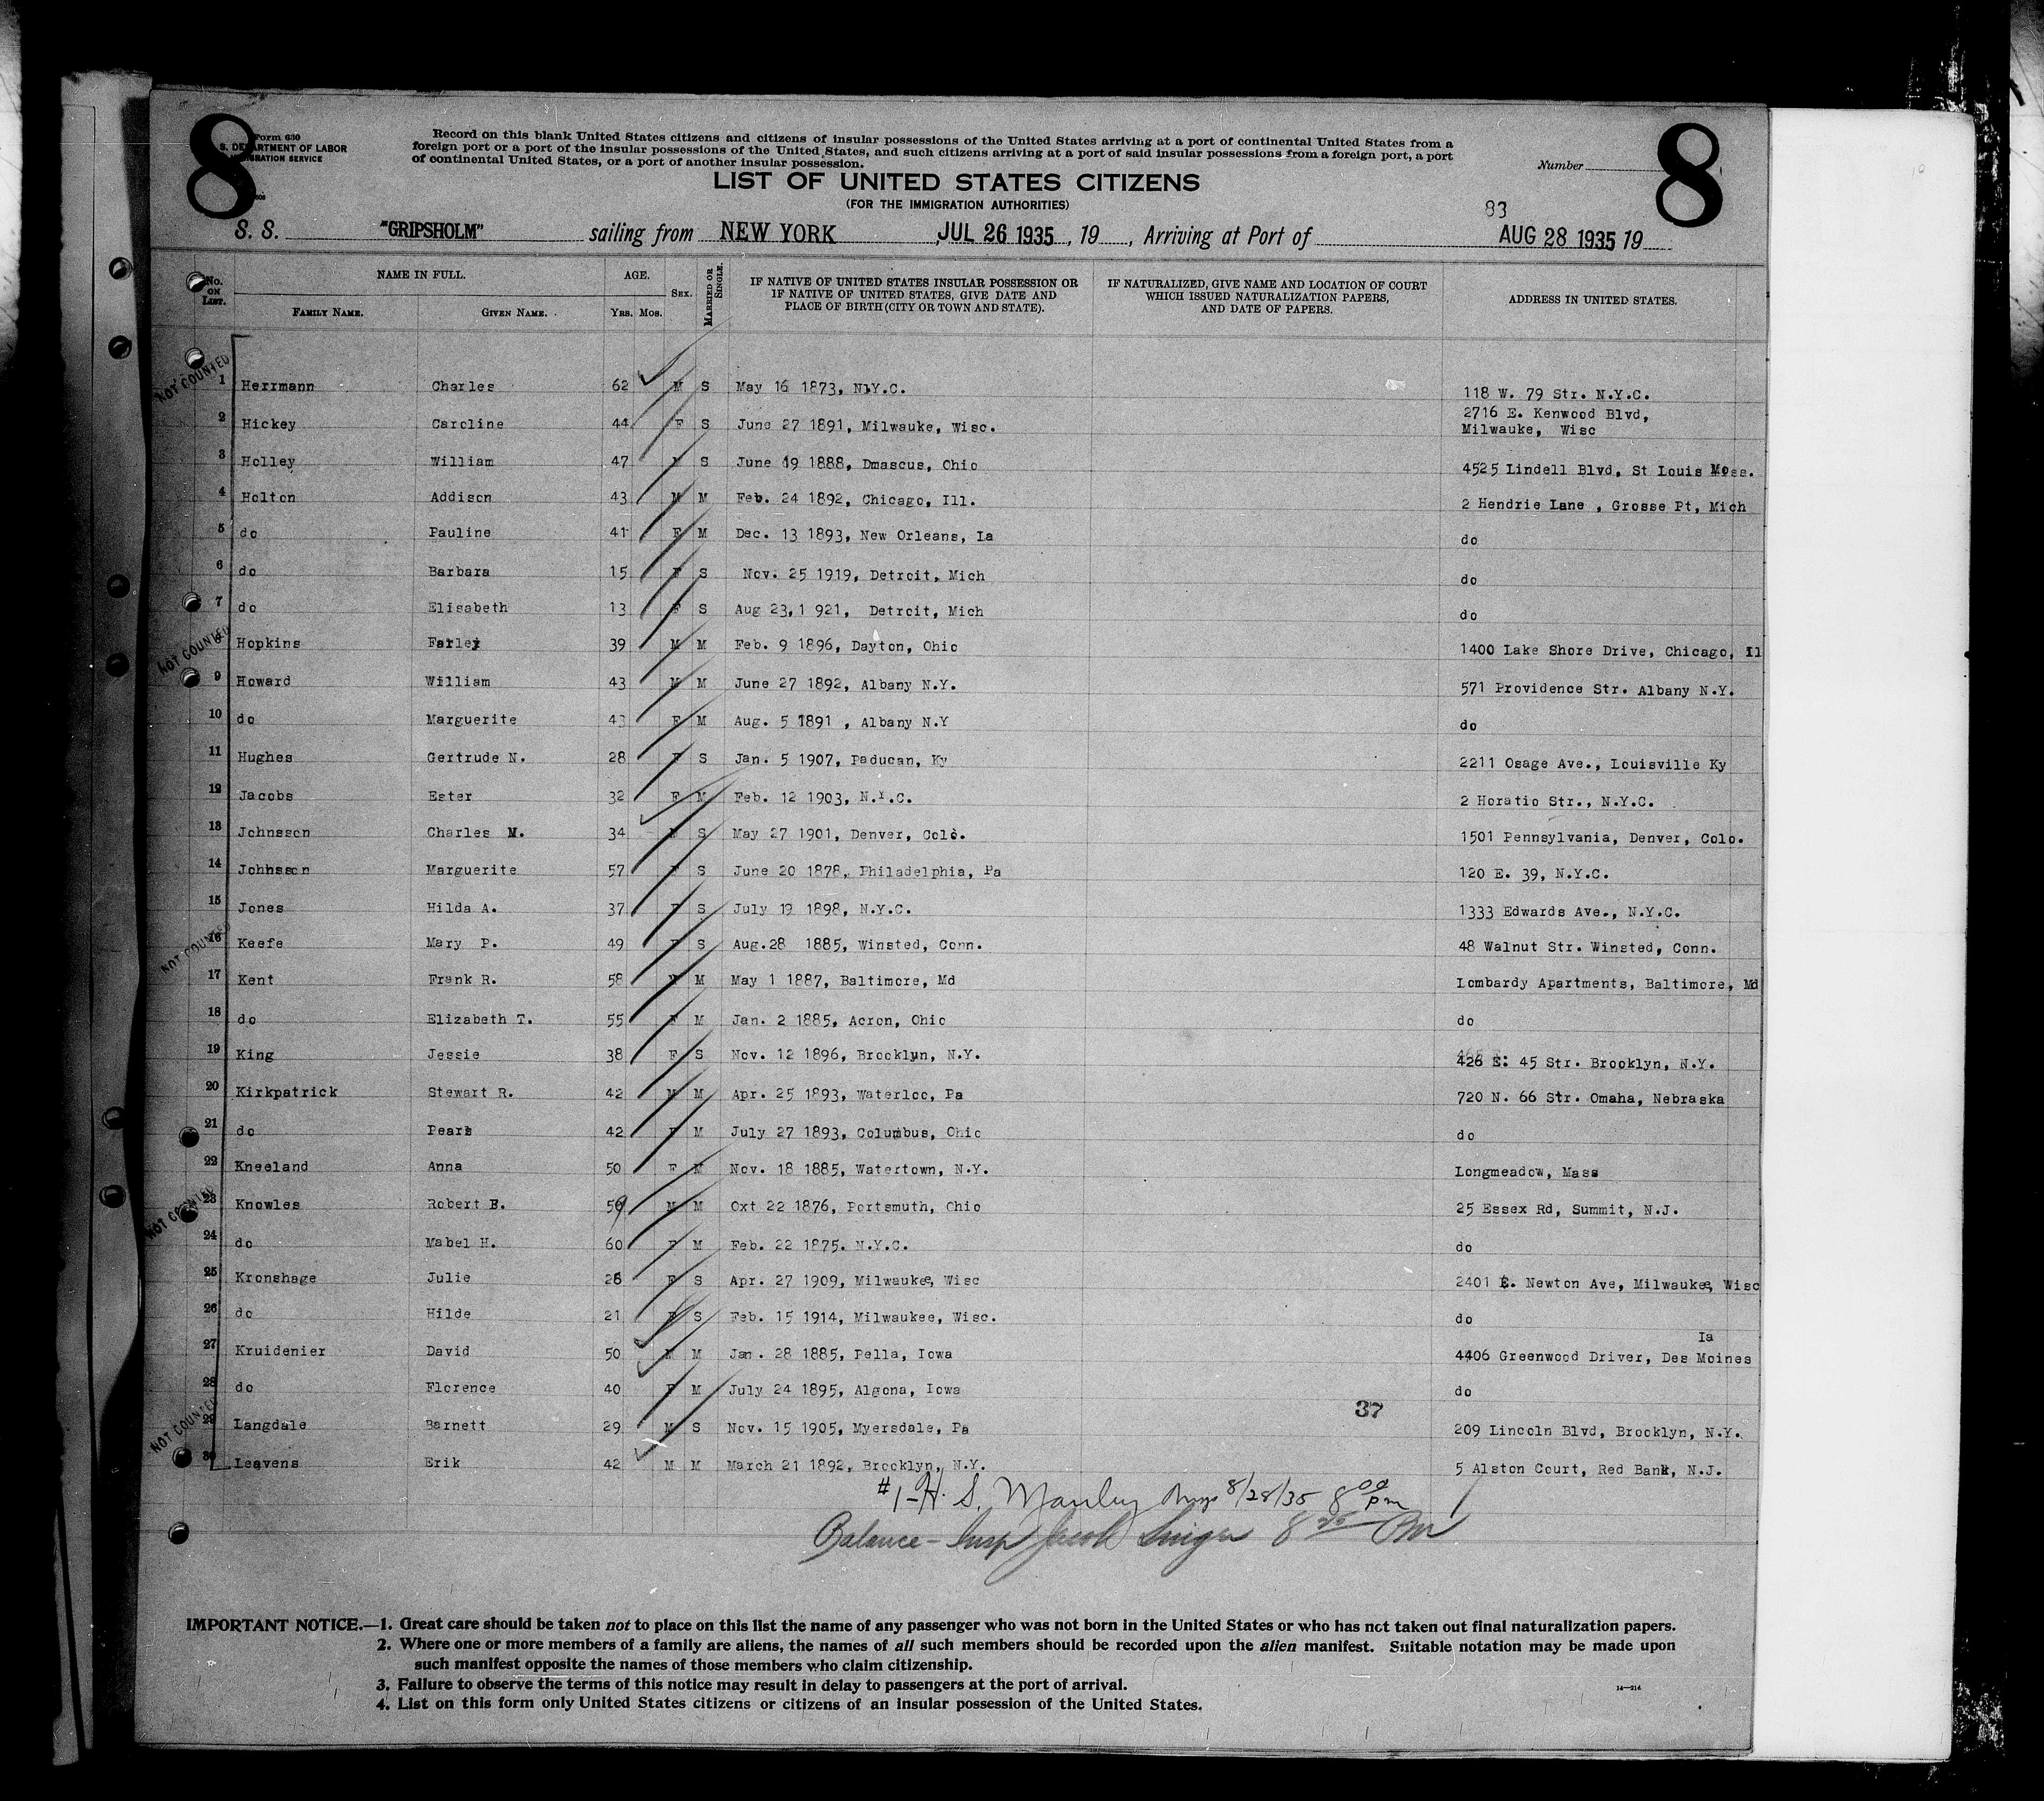 8
8
Form 630
S. DEPARTMENT OF LABOR
IMMIGRATION SERVICE
Record on this blank United States citizens and citizens of insular possessions of the United States arriving at a port of continental United States from a
foreign port or a port of the insular possessions of the United States, and such citizens arriving at a port of said insular possessions from a foreign port, a port
of continental United States, or a port of another insular possession.
Number
LIST OF UNITED STATES CITIZENS
(FOR THE IMMIGRATION AUTHORITIES)
83
S. S. "GRIPSHOLM" sailing from NEW YORK JUL 26 1935, 19 , Arriving at Port of AUG 28 1935 19
No. ON LIST. NAME IN FULL. AGE. SEX. MARRIED OR SINGLE. IF NATIVE OF UNITED STATES INSULAR POSSESSION OR IF NATIVE OF UNITED STATES, GIVE DATE AND PLACE OF BIRTH (CITY OR TOWN AND STATE). IF NATURALIZED, GIVE NAME AND LOCATION OF COURT WHICH ISSUED NATURALIZATION PAPERS, AND DATE OF PAPERS. ADDRESS IN UNITED STATES.
FAMILY NAME. GIVEN NAME. YRS. MOS.
NOT COUNTED
1 Herrmann Charles 62 M S May 16 1873, N.Y.C. 118 W. 79 Str. N.Y.C.
2 Hickey Caroline 44 F S June 27 1891, Milwauke, Wisc. 2716 E. Kenwood Blvd,
Milwauke, Wisc
3 Holley William 47 M S June 19 1888, Dmascus, Ohio 4525 Lindell Blvd, St Louis Moss.
4 Holton Addison 43 M M Feb. 24 1892, Chicago, Ill. 2 Hendrie Lane , Grosse Pt, Mich
5 do Pauline 41 F M Dec. 13 1893, New Orleans, La do
6 do Barbara 15 F S Nov. 25 1919, Detroit, Mich do
7 do Elisabeth 13 F S Aug 23,1 921, Detroit, Mich do
NOT COUNTED
8 Hopkins Farley 39 M M Feb. 9 1896, Dayton, Ohio 1400 Lake Shore Drive, Chicago, Il
9 Howard William 43 M M June 27 1892, Albany N.Y. 571 Providence Str. Albany N.Y.
10 do Marguerite 43 F M Aug. 5 1891 , Albany N.Y do
11 Hughes Gertrude N. 28 F S Jan. 5 1907, Paducan, Ky 2211 Osage Ave., Louisville Ky
12 Jacobs Ester 32 F M Feb. 12 1903, N.Y.C. 2 Horatio Str., N.Y.C.
13 Johnsson Charles M. 34 M S May 27 1901, Denver, Colo. 1501 Pennsylvania, Denver, Colo.
14 Johhsson Marguerite 57 F S June 20 1878, Philadelphia, Pa 120 E. 39, N.Y.C.
15 Jones Hilda A. 37 F S July 19 1898, N.Y.C. 1333 Edwards Ave., N.Y.C.
NOT COUNTED
16 Keefe Mary P. 49 F S Aug.28 1885, Winsted, Conn. 48 Walnut Str. Winsted, Conn.
17 Kent Frank R. 58 M M May 1 1887, Baltimore, Md Lombardy Apartments, Baltimore, Md
18 do Elizabeth T. 55 F M Jan. 2 1885, Acron, Ohio do
19 King Jessie 38 F S Nov. 12 1896, Brooklyn, N.Y. 426 E. 45 Str. Brooklyn, N.Y.
20 Kirkpatrick Stewart R. 42 M M Apr. 25 1893, Waterloo, Pa 720 N. 66 Str. Omaha, Nebraska
21 do Pearl 42 F M July 27 1893, Columbus, Ohio do
22 Kneeland Anna 50 F M Nov. 18 1885, Watertown, N.Y. Longmeadow, Mass
NOT COUNTED
23 Knowles Robert E. 59 M M Oxt 22 1876, Portsmuth, Ohio 25 Essex Rd, Summit, N.J.
24 do Mabel H. 60 F M Feb. 22 1875. N.Y.C. do
25 Kronshage Julie 26 F S Apr. 27 1909, Milwaukee, Wisc 2401 E. Newton Ave, Milwaukee, Wisc
26 do Hilde 21 F S Feb. 15 1914, Milwaukee, Wisc. do
Ia
27 Kruidenier David 50 M M Jan. 28 1885, Pella, Iowa 4406 Greenwood Driver, Des Moines
28 do Florence 40 F M July 24 1895, Algona, Iowa do
37
NOT COUNTED
29 Langdale Barnett 29 M S Nov. 15 1905, Myersdale, Pa 209 Lincoln Blvd, Brooklyn, N.Y.
30 Leavens Erik 42 M M March 21 1892, Brooklyn, N.Y. 5 Alston Court, Red Bank, N.J.
#1-H. S. Manley 8/28/35 8 00 pm
Balance - Insp Jacob Singer 8 Pm
IMPORTANT NOTICE.—1. Great care should be taken not to place on this list the name of any passenger who was not born in the United States or who has not taken out final naturalization papers.
2. Where one or more members of a family are aliens, the names of all such members should be recorded upon the alien manifest. Suitable notation may be made upon
such manifest opposite the names of those members who claim citizenship.
3. Failure to observe the terms of this notice may result in delay to passengers at the port of arrival.
4. List on this form only United States citizens or citizens of an insular possession of the United States.
14—214